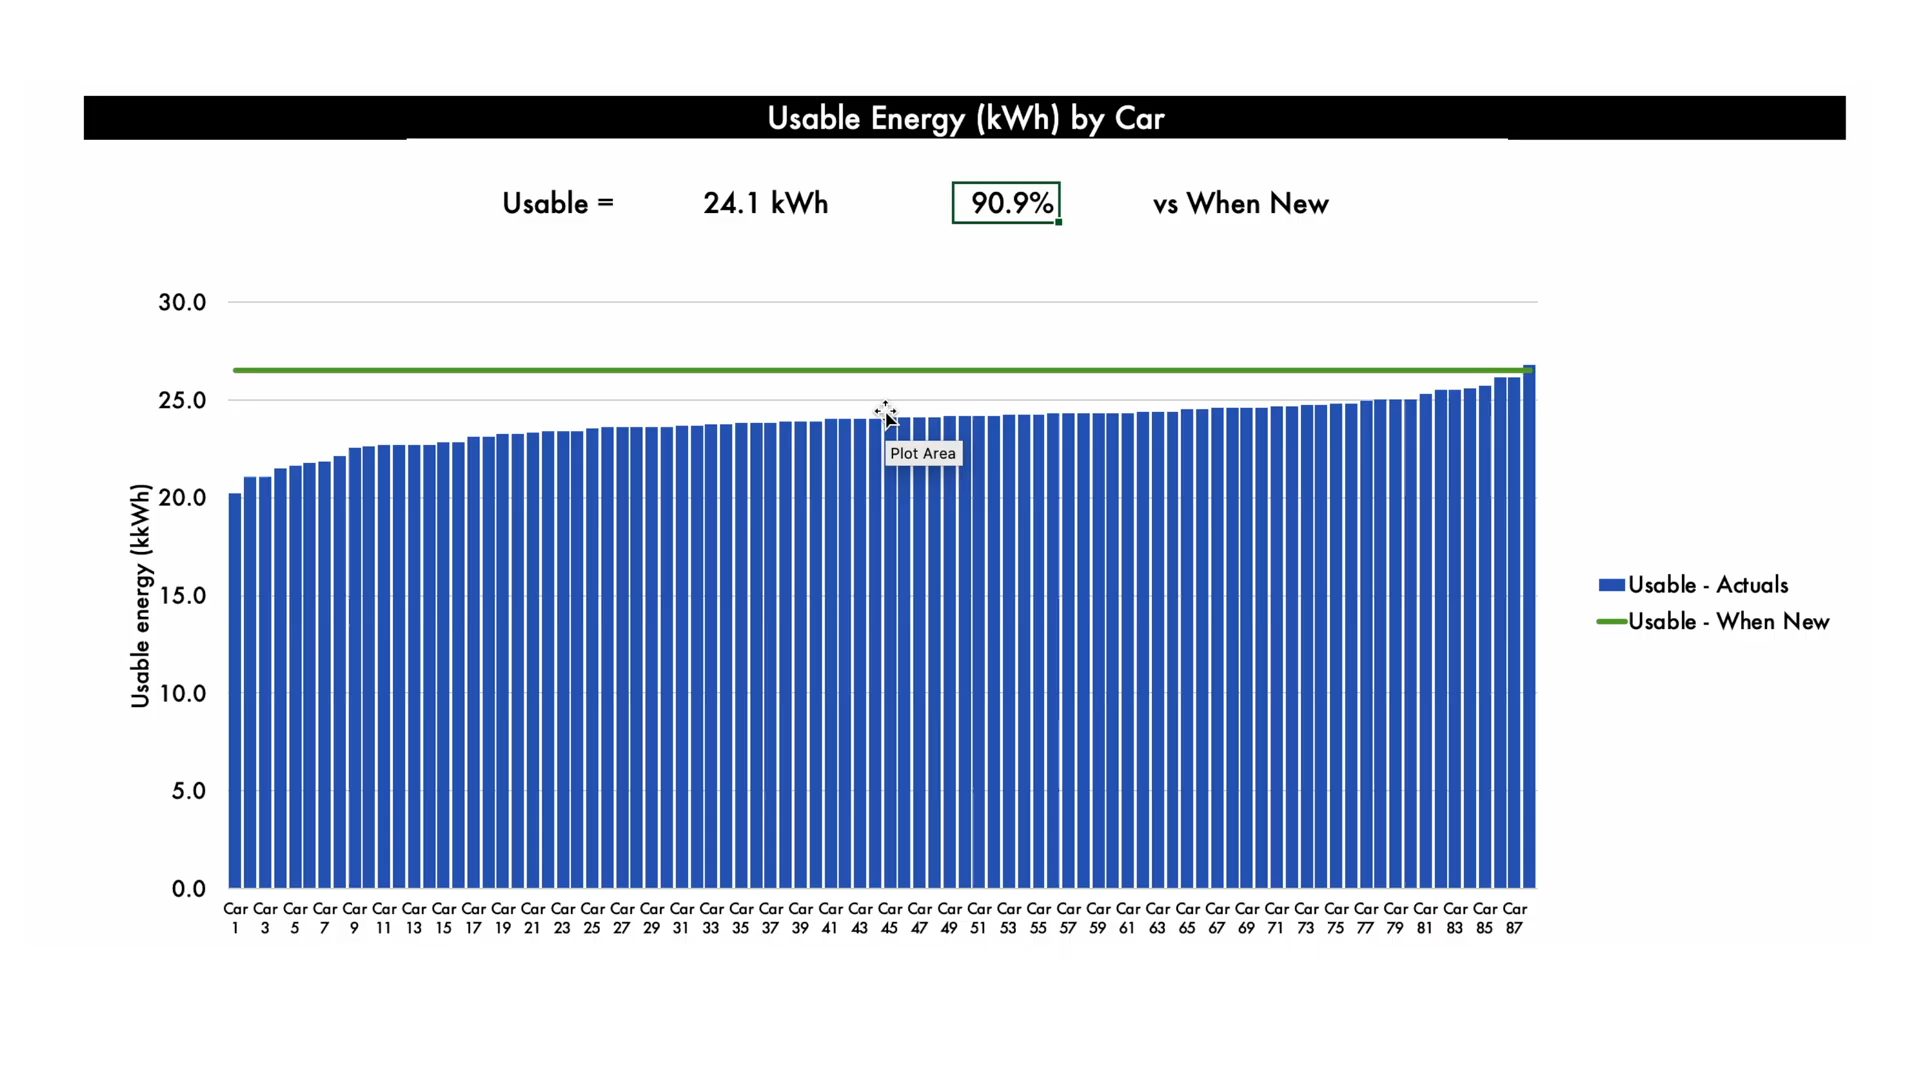 Usable Energy (kWh) by Car
Usable = 24.1 kWh 90.9% vs When New
30.0
25.0
20.0
15.0
10.0
5.0
0.0
Usable energy (kkWh)
Plot Area
Usable - Actuals
Usable - When New
Car Car Car Car Car Car Car Car Car Car Car Car Car Car Car Car Car Car Car Car Car Car Car Car Car Car Car Car Car Car Car Car Car Car Car Car Car Car Car Car Car Car Car Car
1 3 5 7 9 11 13 15 17 19 21 23 25 27 29 31 33 35 37 39 41 43 45 47 49 51 53 55 57 59 61 63 65 67 69 71 73 75 77 79 81 83 85 87